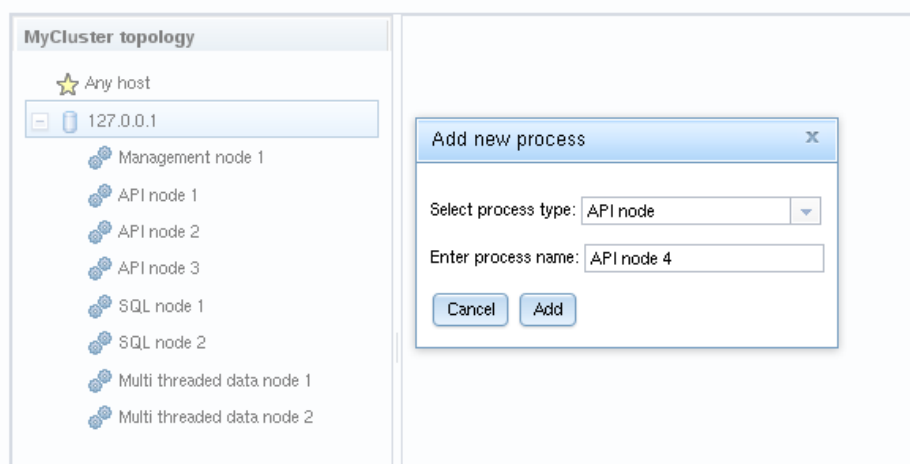 MyCluster topology
Any host
127.0.0.1
Management node 1
API node 1
API node 2
API node 3
SQL node 1
SQL node 2
Multi threaded data node 1
Multi threaded data node 2
Add new process x
Select process type: API node
Enter process name: API node 4
Cancel Add